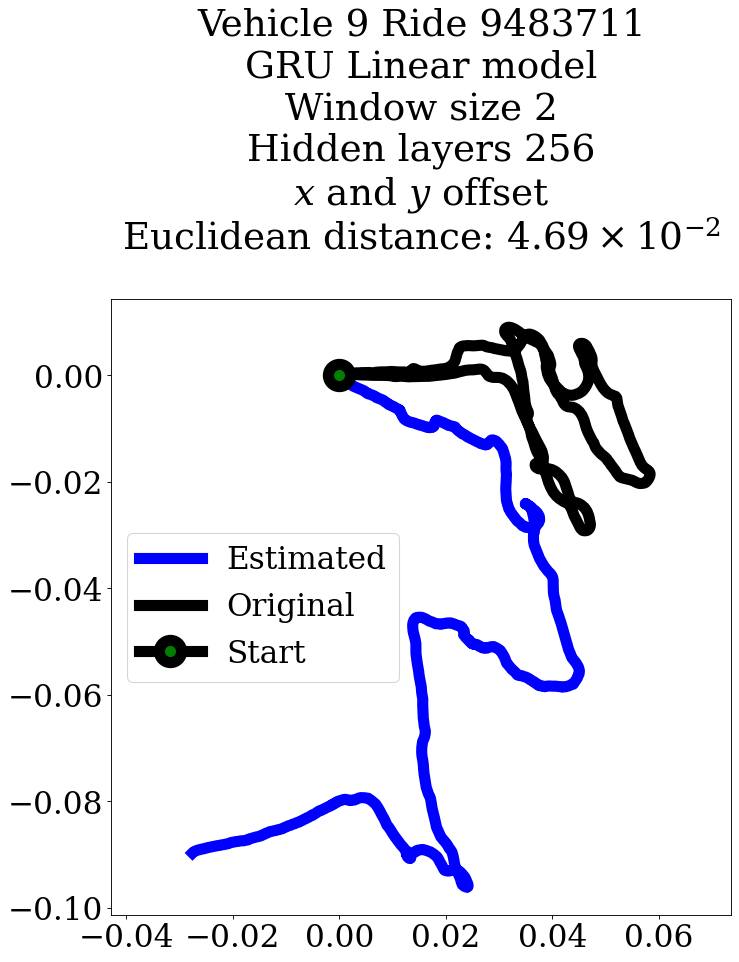 Vehicle 9 Ride 9483711
GRU Linear model
Window size 2
Hidden layers 256
x and y offset
Euclidean distance: 4.69 × 10⁻²
0.00
−0.02
−0.04
−0.06
−0.08
−0.10
Estimated
Original
Start
−0.04 −0.02 0.00 0.02 0.04 0.06